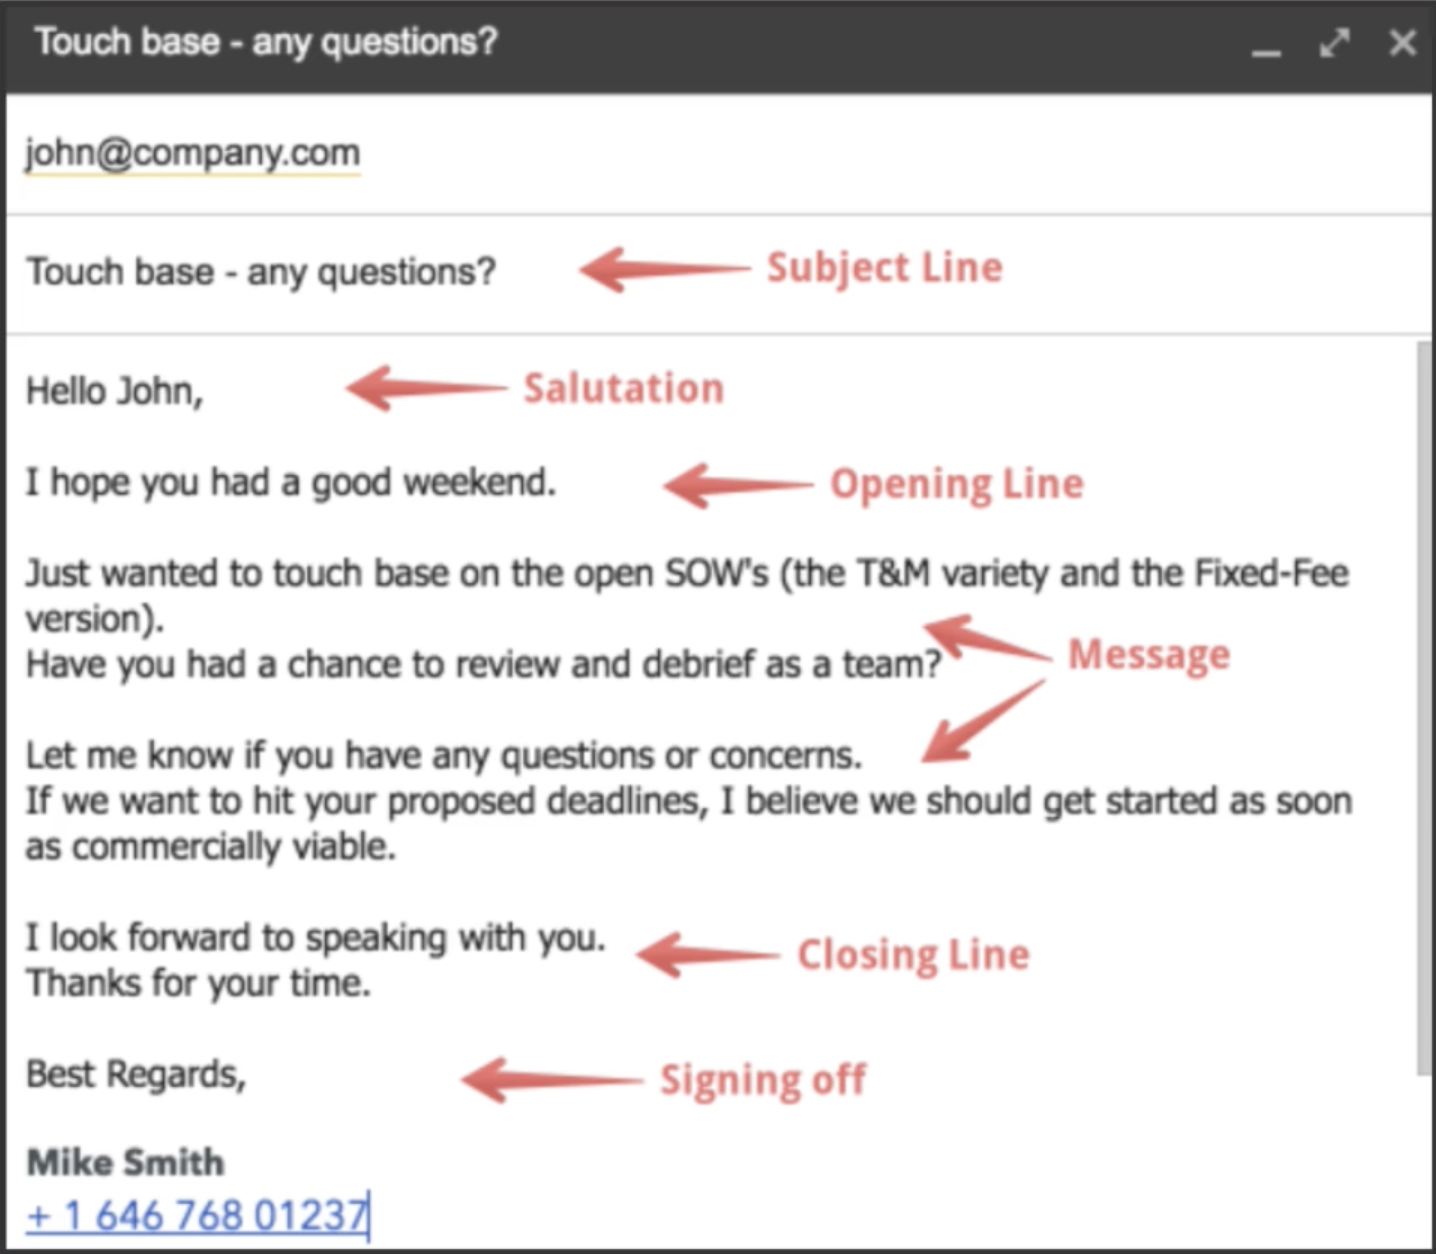 Touch base - any questions?
john@company.com
Touch base - any questions?
Subject Line
Hello John,
Salutation
I hope you had a good weekend.
Opening Line
Just wanted to touch base on the open SOW's (the T&M variety and the Fixed-Fee
version).
Have you had a chance to review and debrief as a team?
Message
Let me know if you have any questions or concerns.
If we want to hit your proposed deadlines, I believe we should get started as soon
as commercially viable.
I look forward to speaking with you.
Closing Line
Thanks for your time.
Best Regards,
Signing off
Mike Smith
+ 1 646 768 01237